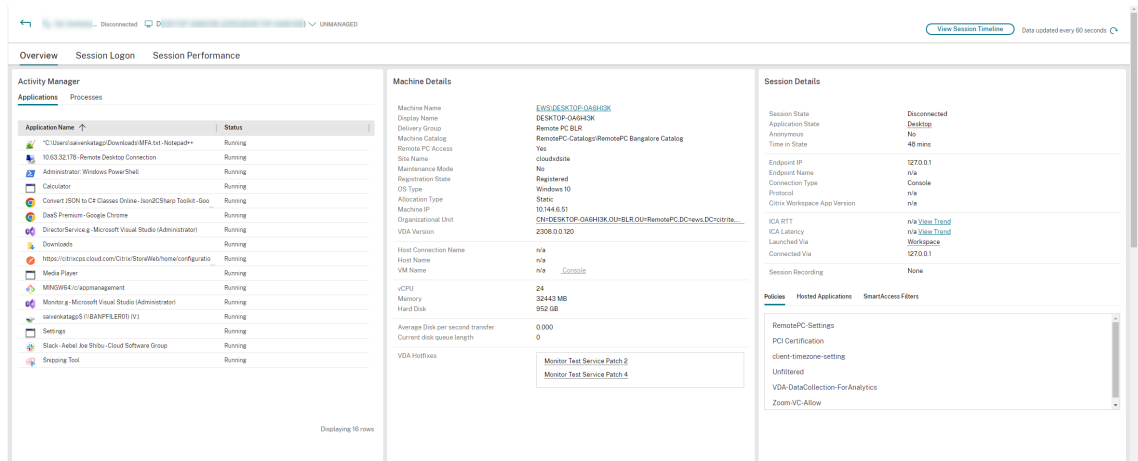 Disconnected D UNMANAGED
View Session Timeline Data updated every 60 seconds
Overview Session Logon Session Performance
Activity Manager
Applications Processes
Application Name Status
"C:\Users\saivenkatagp\Downloads\MFA.txt - Notepad++ Running
10.63.32.178 - Remote Desktop Connection Running
Administrator: Windows PowerShell Running
Calculator Running
Convert JSON to C# Classes Online - Json2CSharp Toolkit - Goo... Running
DaaS Premium - Google Chrome Running
DirectorService.g - Microsoft Visual Studio (Administrator) Running
Downloads Running
https://citrixcps.cloud.com/Citrix/StoreWeb/home/configuratio... Running
Media Player Running
MINGW64:/c/appmanagement Running
Monitor.g - Microsoft Visual Studio (Administrator) Running
saivenkatagp$ (\\BANPFILER01) (V:) Running
Settings Running
Slack - Aebel Joe Shibu - Cloud Software Group Running
Snipping Tool Running
Displaying 16 rows
Machine Details
Machine Name EWS\DESKTOP-OA6HI3K
Display Name DESKTOP-OA6HI3K
Delivery Group Remote PC BLR
Machine Catalog RemotePC-Catalogs\RemotePC Bangalore Catalog
Remote PC Access Yes
Site Name cloudxdsite
Maintenance Mode No
Registration State Registered
OS Type Windows 10
Allocation Type Static
Machine IP 10.144.6.51
Organizational Unit CN=DESKTOP-OA6HI3K,OU=BLR,OU=RemotePC,DC=ews,DC=citrite,...
VDA Version 2308.0.0.120
Host Connection Name n/a
Host Name n/a
VM Name n/a Console
vCPU 24
Memory 32443 MB
Hard Disk 952 GB
Average Disk per second transfer 0.000
Current disk queue length 0
VDA Hotfixes Monitor Test Service Patch 2
Monitor Test Service Patch 4
Session Details
Session State Disconnected
Application State Desktop
Anonymous No
Time in State 48 mins
Endpoint IP 127.0.0.1
Endpoint Name n/a
Connection Type Console
Protocol n/a
Citrix Workspace App Version n/a
ICA RTT n/a View Trend
ICA Latency n/a View Trend
Launched Via Workspace
Connected Via 127.0.0.1
Session Recording None
Policies Hosted Applications SmartAccess Filters
RemotePC-Settings
PCI Certification
client-timezone-setting
Unfiltered
VDA-DataCollection-ForAnalytics
Zoom-VC-Allow